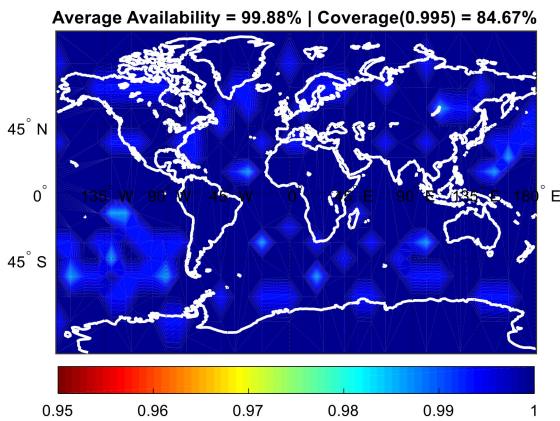 Average Availability = 99.88% | Coverage(0.995) = 84.67%
45° N
0° 135° W 90° W 45° W 0° 45° E 90° E 135° E 180° E
45° S
0.95 0.96 0.97 0.98 0.99 1